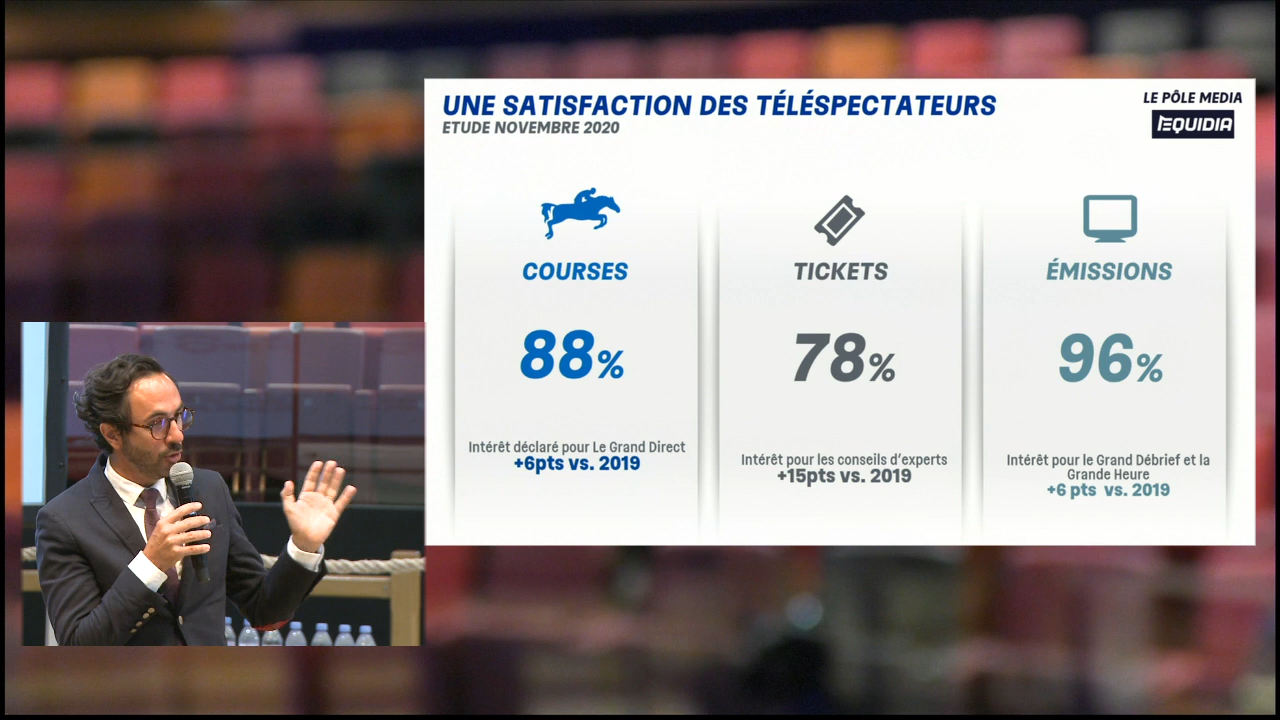 UNE SATISFACTION DES TÉLÉSPECTATEURS
ETUDE NOVEMBRE 2020
LE PÔLE MEDIA
EQUIDIA
COURSES
88%
Intérêt déclaré pour Le Grand Direct
+6pts vs. 2019
TICKETS
78%
Intérêt pour les conseils d'experts
+15pts vs. 2019
ÉMISSIONS
96%
Intérêt pour le Grand Débrief et la
Grande Heure
+6 pts vs. 2019